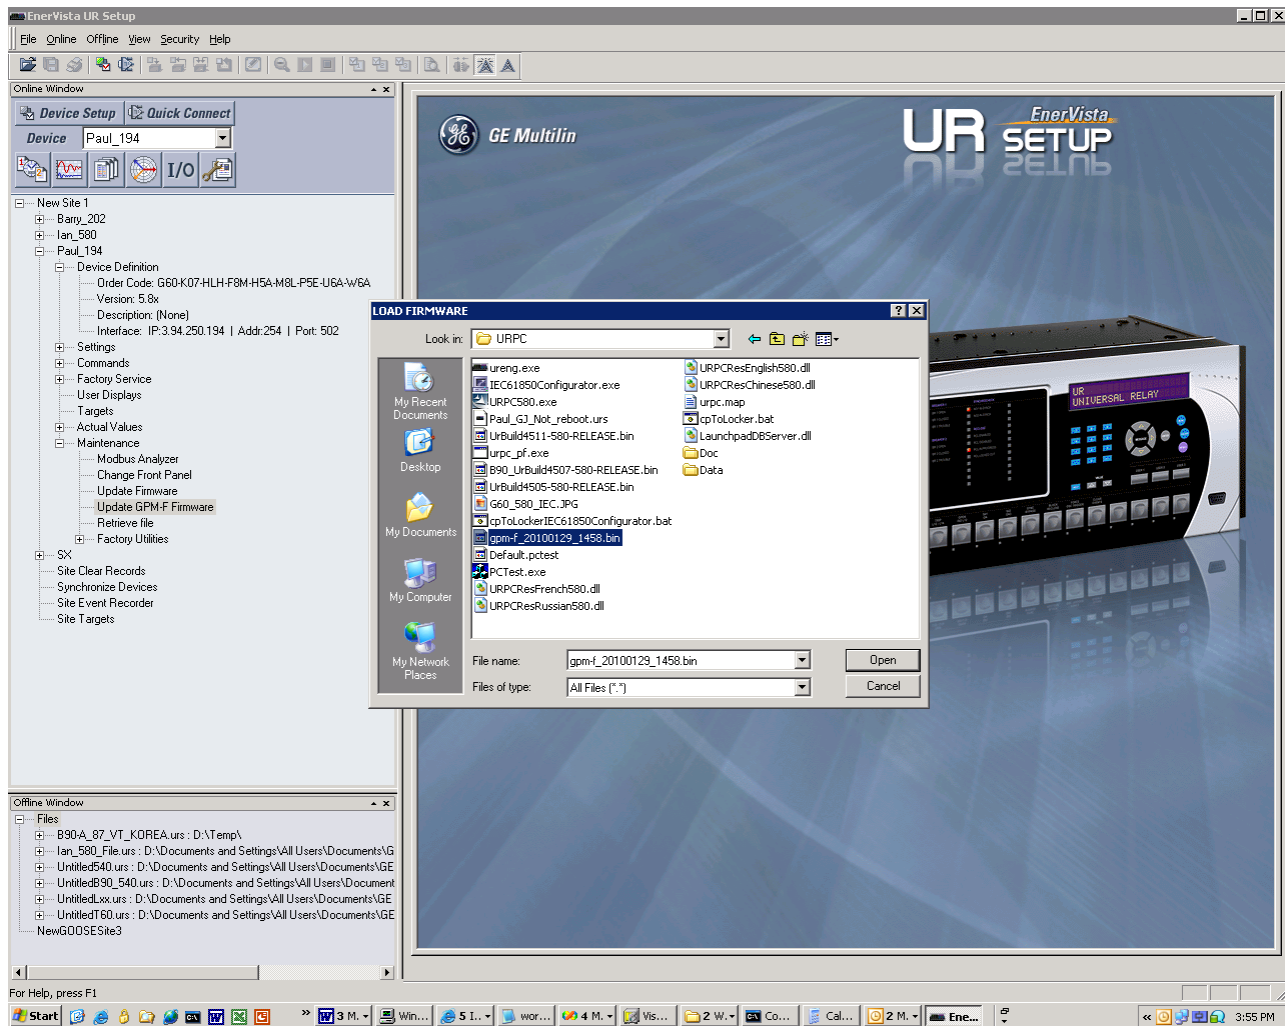 EnerVista UR Setup
File Online Offline View Security Help
Online Window
Device Setup Quick Connect
Device Paul_194
I/O
New Site 1
Barry_202
Ian_580
Paul_194
Device Definition
Order Code: G60-K07-HLH-F8M-H5A-M8L-P5E-U6A-W6A
Version: 5.8x
Description: (None)
Interface: IP:3.94.250.194 | Addr:254 | Port: 502
Settings
Commands
Factory Service
User Displays
Targets
Actual Values
Maintenance
Modbus Analyzer
Change Front Panel
Update Firmware
Update GPM-F Firmware
Retrieve file
Factory Utilities
SX
Site Clear Records
Synchronize Devices
Site Event Recorder
Site Targets
GE Multilin
UR EnerVista
SETUP
UR
UNIVERSAL RELAY
LOAD FIRMWARE
Look in: URPC
My Recent
Documents
Desktop
My Documents
My Computer
My Network
Places
ureng.exe
IEC61850Configurator.exe
URPC580.exe
Paul_GJ_Not_reboot.urs
UrBuild4511-580-RELEASE.bin
urpc_pf.exe
B90_UrBuild4507-580-RELEASE.bin
UrBuild4505-580-RELEASE.bin
G60_580_IEC.JPG
cpToLockerIEC61850Configurator.bat
gpm-f_20100129_1458.bin
Default.pctest
PCTest.exe
URPCResFrench580.dll
URPCResRussian580.dll
URPCResEnglish580.dll
URPCResChinese580.dll
urpc.map
cpToLocker.bat
LaunchpadDBServer.dll
Doc
Data
File name: gpm-f_20100129_1458.bin Open
Files of type: All Files (*.*) Cancel
Offline Window
Files
B90-A_87_VT_KOREA.urs : D:\Temp\
Ian_580_File.urs : D:\Documents and Settings\All Users\Documents\G
Untitled540.urs : D:\Documents and Settings\All Users\Documents\GE
UntitledB90_540.urs : D:\Documents and Settings\All Users\Document
UntitledLxx.urs : D:\Documents and Settings\All Users\Documents\GE
UntitledT60.urs : D:\Documents and Settings\All Users\Documents\GE
NewGOOSESite3
For Help, press F1
Start » 3 M. Win... 5 I.. wor... 4 M. Vis... 2 W. Co... Cal... 2 M. Ene... « 3:55 PM